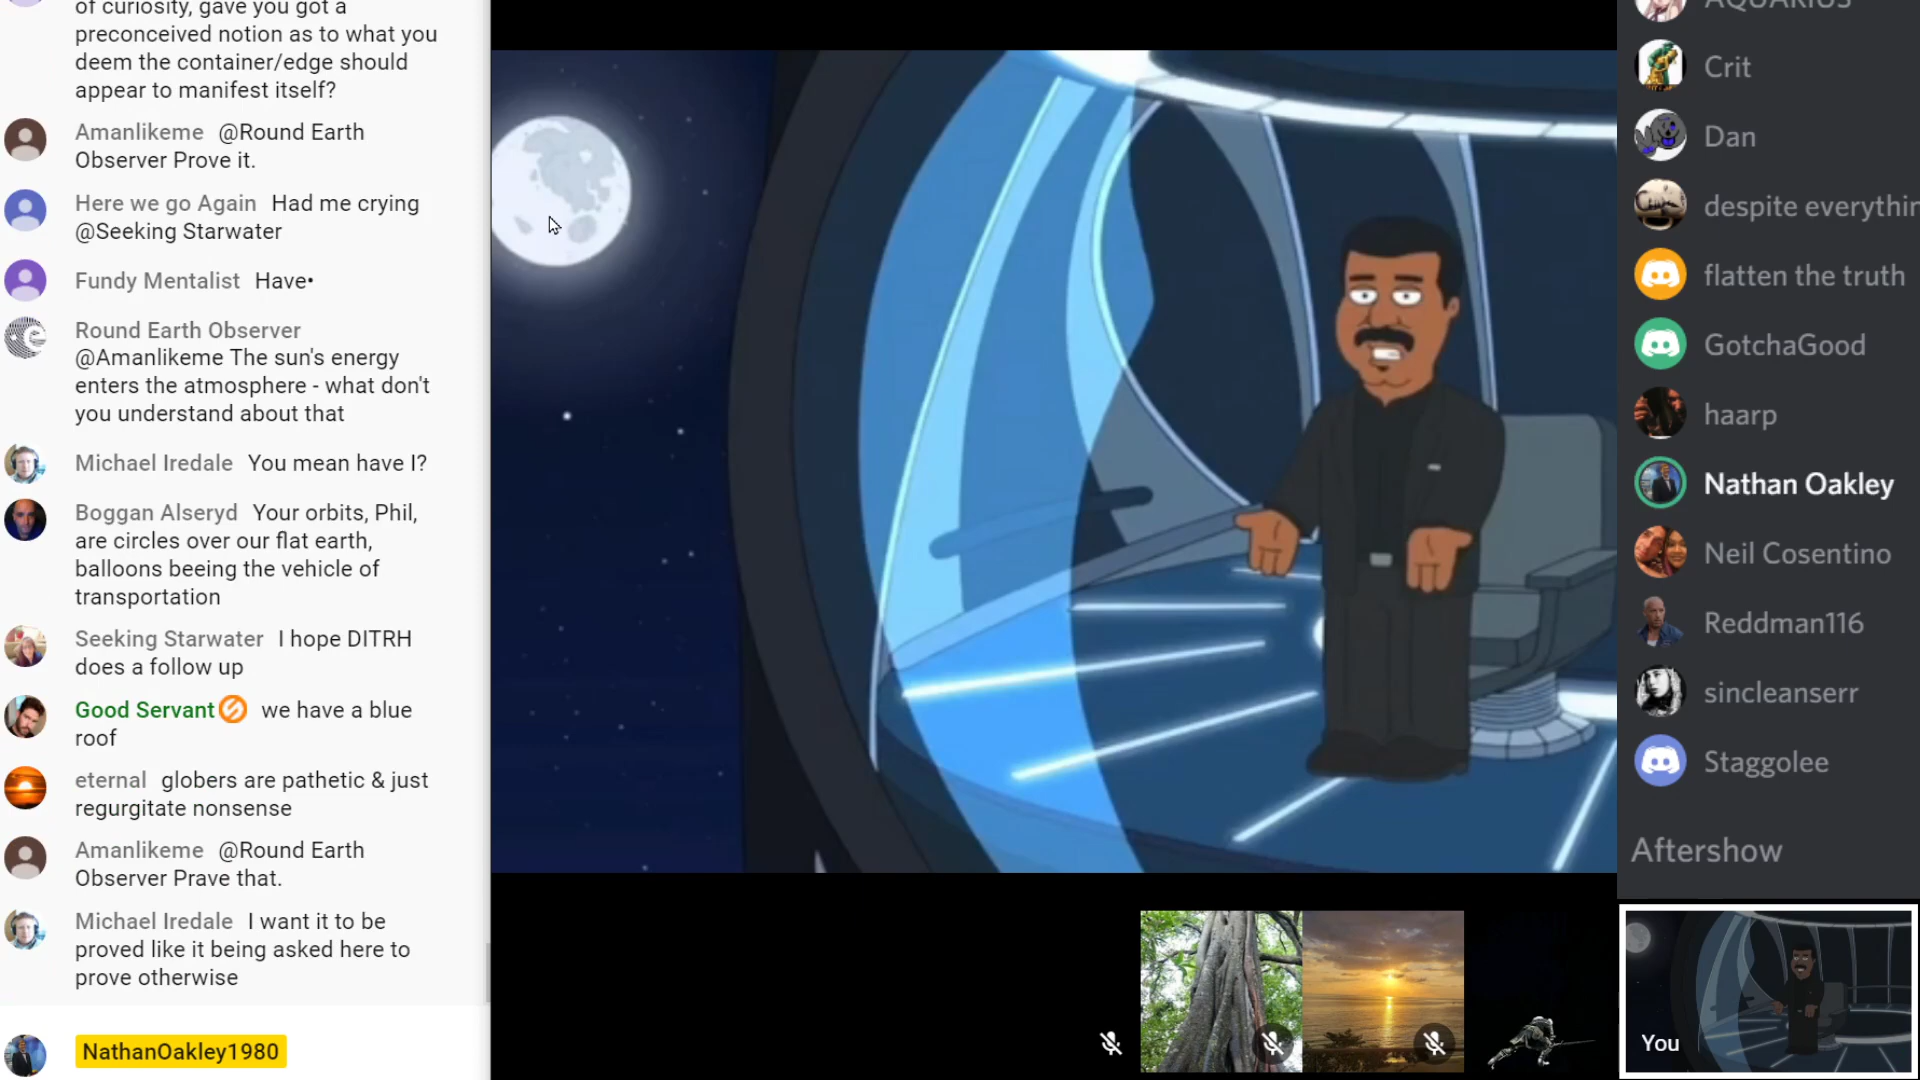 of curiosity, gave you got a
preconceived notion as to what you
deem the container/edge should
appear to manifest itself?
Amanlikeme @Round Earth
Observer Prove it.
Here we go Again Had me crying
@Seeking Starwater
Fundy Mentalist Have•
Round Earth Observer
@Amanlikeme The sun's energy
enters the atmosphere - what don't
you understand about that
Michael Iredale You mean have I?
Boggan Alseryd Your orbits, Phil,
are circles over our flat earth,
balloons beeing the vehicle of
transportation
Seeking Starwater I hope DITRH
does a follow up
Good Servant we have a blue
roof
eternal globers are pathetic & just
regurgitate nonsense
Amanlikeme @Round Earth
Observer Prave that.
Michael Iredale I want it to be
proved like it being asked here to
prove otherwise
NathanOakley1980
AQUARIUS
Crit
Dan
despite everythin
flatten the truth
GotchaGood
haarp
Nathan Oakley
Neil Cosentino
Reddman116
sincleanserr
Staggolee
Aftershow
You